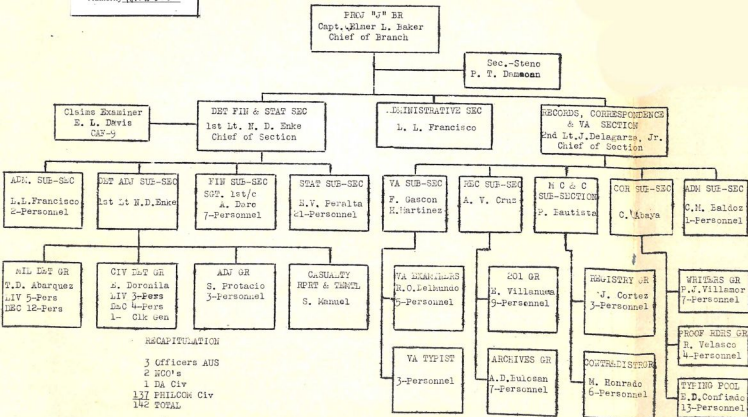 PROJ "J" BR
Capt. Elmer L. Baker
Chief of Branch
Sec.-Steno
P. T. Damsonn
Claims Examiner
E. L. Davis
CAF-9
DET FIN & STAT SEC
1st Lt. N. D. Enke
Chief of Section
ADMINISTRATIVE SEC
L. L. Francisco
RECORDS, CORRESPONDENCE
& VA SECTION
2nd Lt.J.Delagarza, Jr.
Chief of Section
ADM. SUB-SEC
L.L.Francisco
2-Personnel
DET ADJ SUB-SEC
1st Lt N.D.Enke
FIN SUB-SEC
SGT. 1st/c
A. Dorc
7-Personnel
STAT SUB-SEC
E.V. Peralta
21-Personnel
VA SUB-SEC
F. Gascon
H.Martinez
REC SUB-SEC
A. V. Cruz
M C & C
SUB-SECTION
P. Bautista
COR SUB-SEC
C. Abaya
ADM SUB-SEC
C.M. Baldoz
1-Personnel
MIL DET GR
T.D. Abarquez
LIV 5-Pers
DEC 12-Pers
CIV DET GR
E. Doronila
LIV 3-Pers
DEC 4-Pers
1- Clk Gen
ADJ GR
S. Protacio
3-Personnel
CASUALTY
RPRT &
S. Manuel
VA EXAMINERS
R.O.Delmundo
5-Personnel
201 GR
E. Villanueva
9-Personnel
REGISTRY GR
J. Cortez
3-Personnel
WRITERS GR
P.J.Villamor
7-Personnel
VA TYPIST
3-Personnel
ARCHIVES GR
A.D.Bulosan
7-Personnel
M. Honrado
6-Personnel
PROOF RDRS GR
R. Velasco
4-Personnel
TYPING POOL
E.D.Confiado
13-Personnel
RECAPITULATION
3 Officers AUS
2 NCO's
1 DA Civ
137 PHILCOM Civ
142 TOTAL